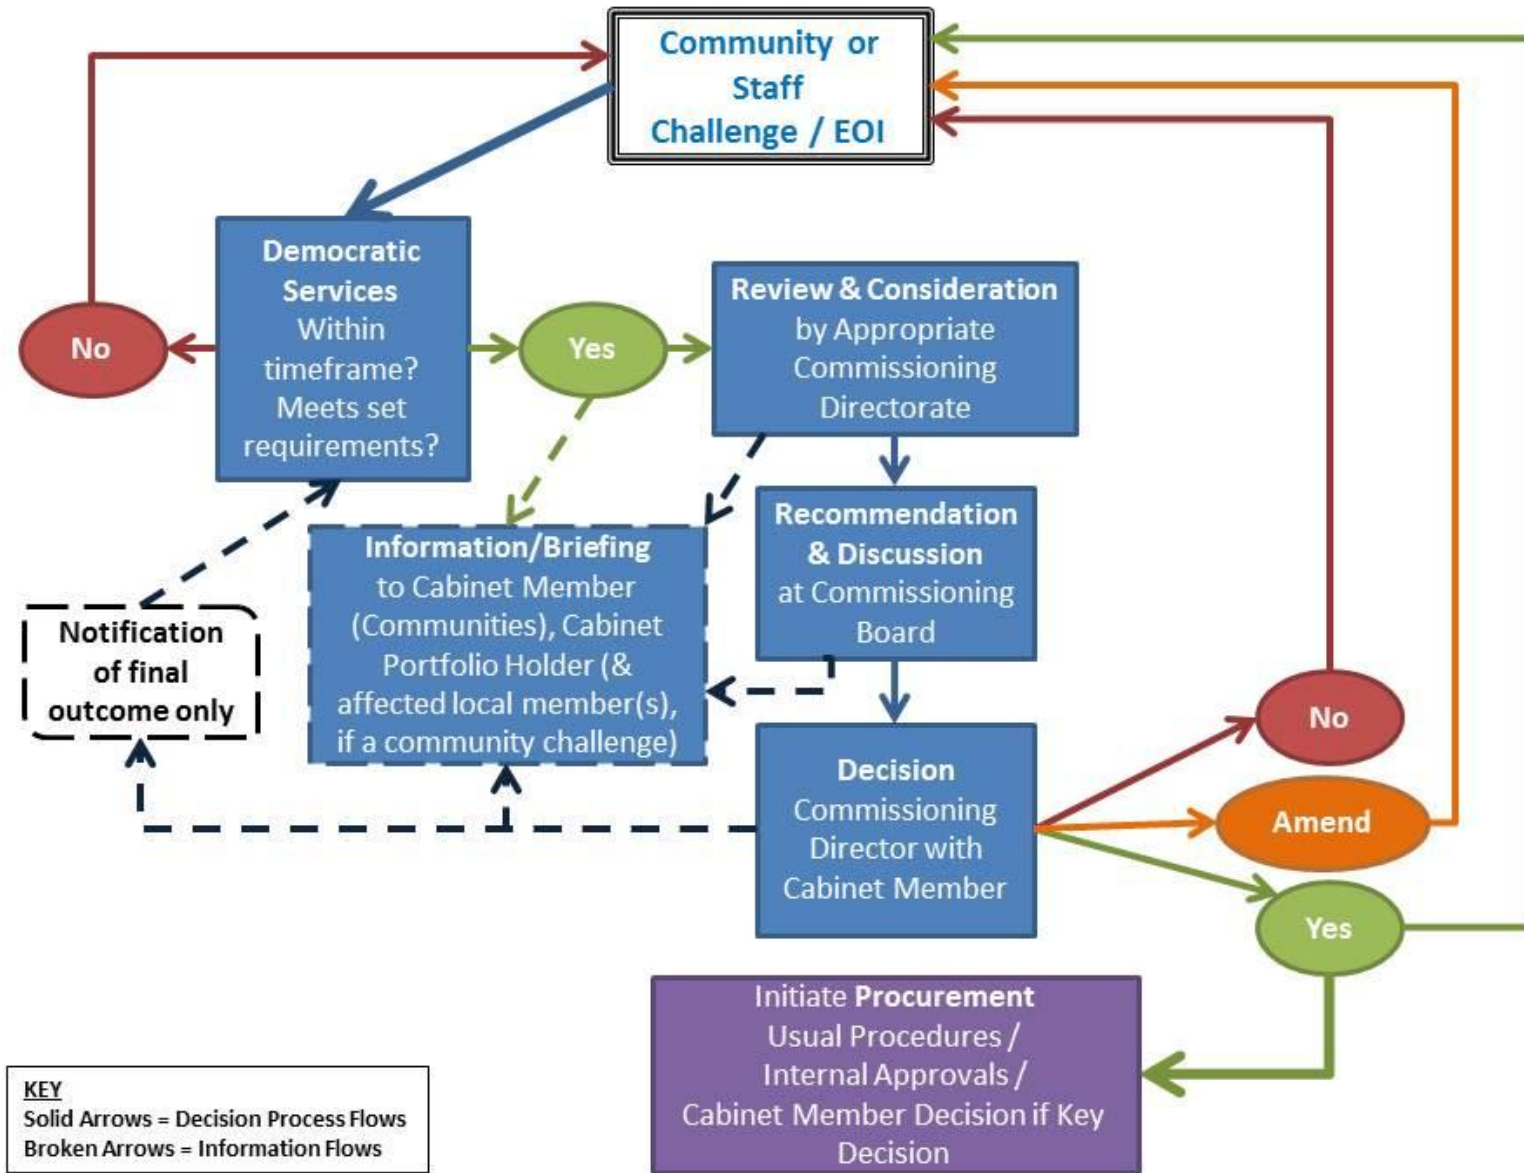 Community or
Staff
Challenge / EOI
Democratic
Services
Within
timeframe?
Meets set
requirements?
No
Yes
Review & Consideration
by Appropriate
Commissioning
Directorate
Recommendation
& Discussion
at Commissioning
Board
Information/Briefing
to Cabinet Member
(Communities), Cabinet
Portfolio Holder (&
affected local member(s),
if a community challenge)
Notification
of final
outcome only
Decision
Commissioning
Director with
Cabinet Member
No
Amend
Yes
Initiate Procurement
Usual Procedures /
Internal Approvals /
Cabinet Member Decision if Key
Decision
KEY
Solid Arrows = Decision Process Flows
Broken Arrows = Information Flows